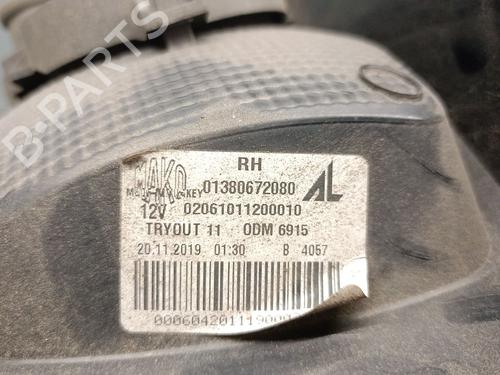 B-PARTS
RH
MAKO
01380672080 AL
12V 02061011200010
TRYOUT 11 ODM 6915
20.11.2019 01:30 B 4057